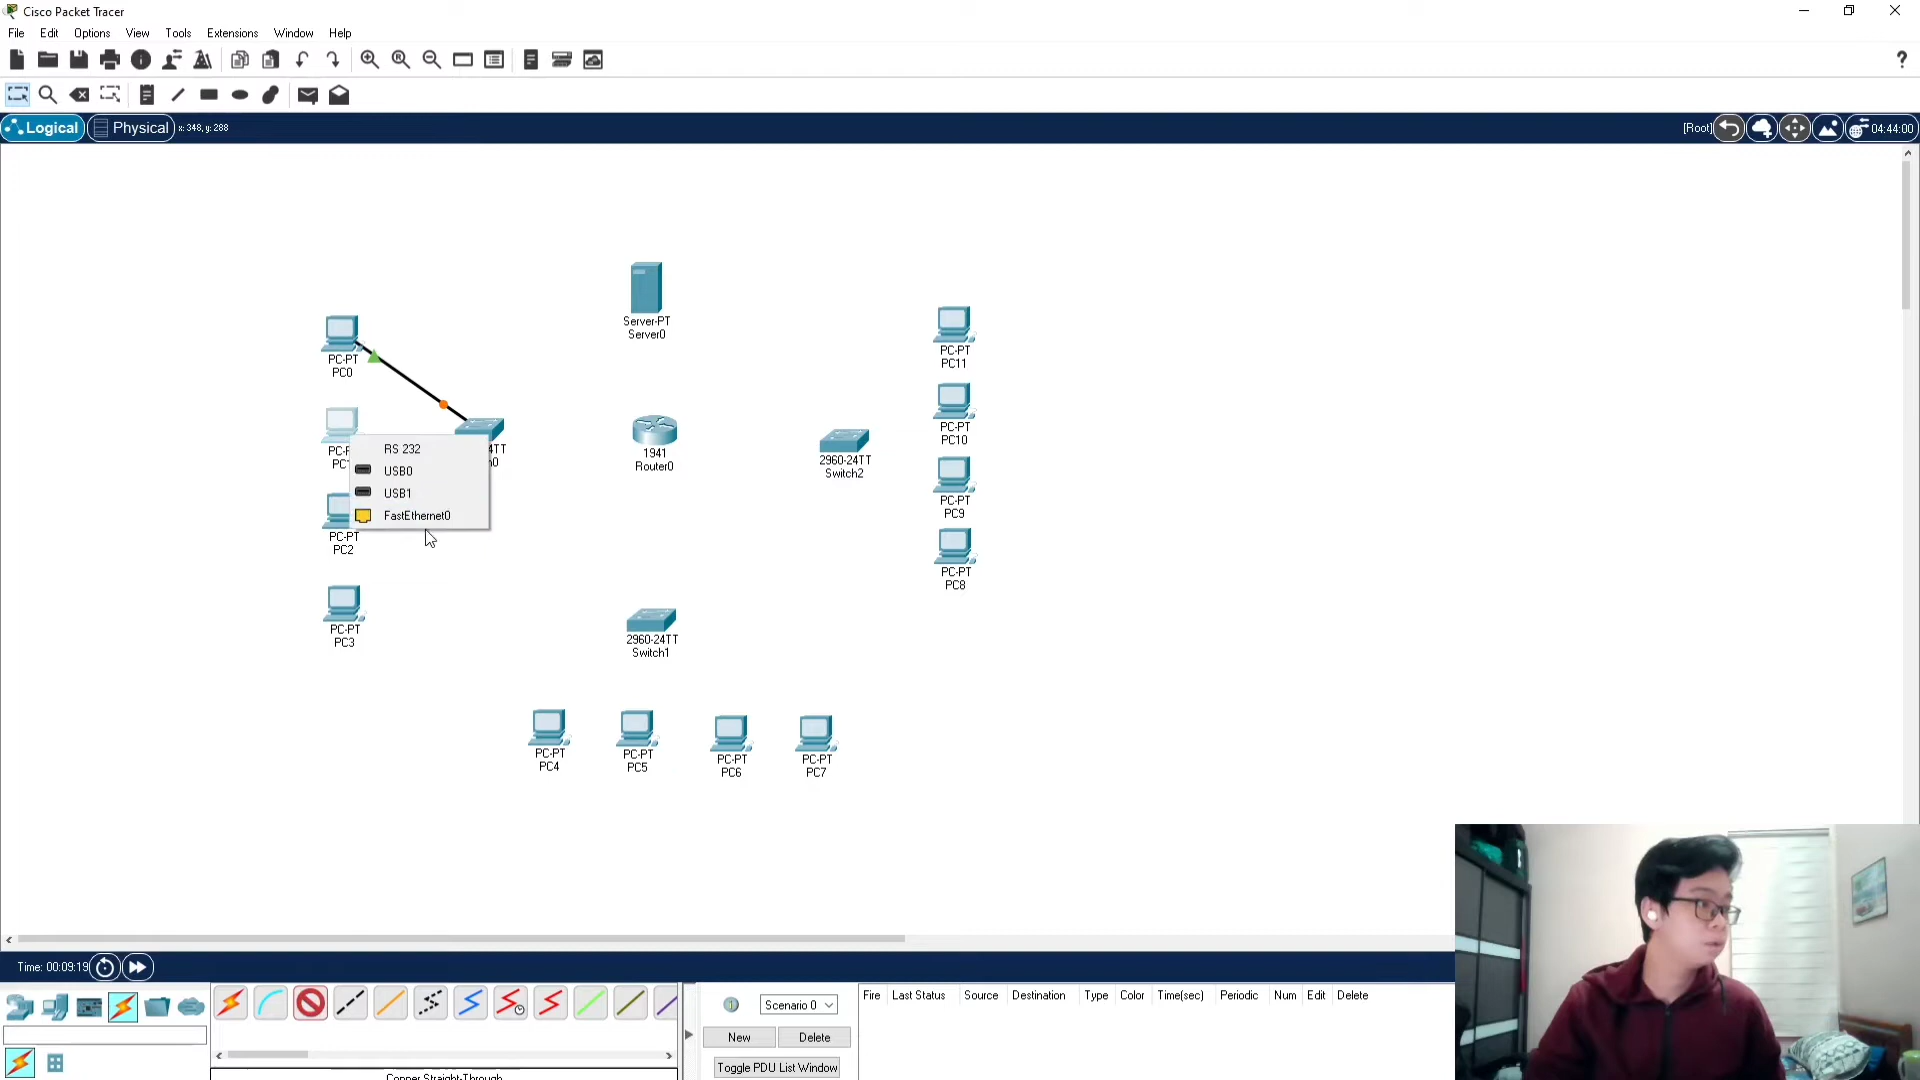 Cisco Packet Tracer
File Edit Options View Tools Extensions Window Help
?
Logical Physical x: 348, y: 288 [Root] 04:44:00
Server-PT
Server0
PC-PT
PC0
PC-PT
PC11
PC-PT
PC10
RS 232
USB0
USB1
FastEthernet0
1941
Router0
2960-24TT
Switch2
PC-PT
PC9
PC-PT
PC2
PC-PT
PC8
PC-PT
PC3
2960-24TT
Switch1
PC-PT
PC4
PC-PT
PC5
PC-PT
PC6
PC-PT
PC7
Time: 00:09:19
Scenario 0
New Delete
Toggle PDU List Window
Fire Last Status Source Destination Type Color Time(sec) Periodic Num Edit Delete
Copper Straight-Through